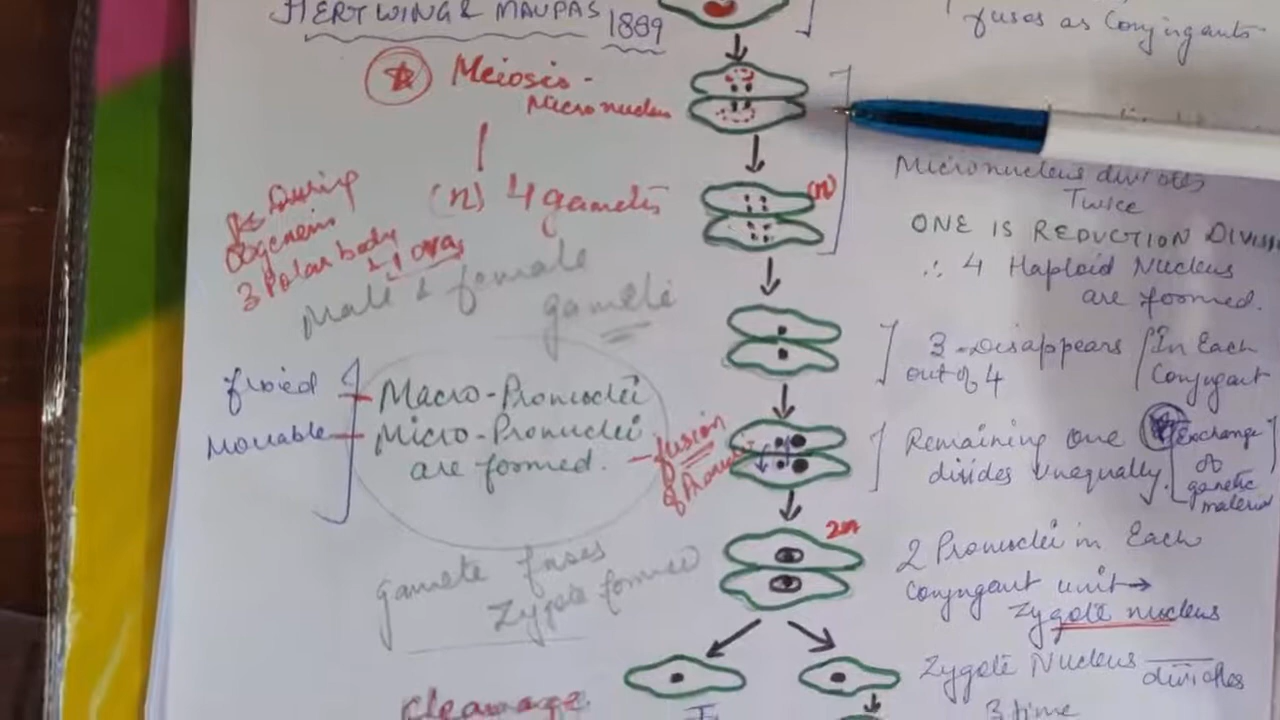 HERTWING & MAUPAS 1889
fuses as Conjugants
Meiosis -
Micronucleus
(n) 4 gametes
(n)
During
oogenesis
3 Polar body
1 ova
Male & female
gamete
Micronucleus divides
Twice
ONE IS REDUCTION DIVISI
∴ 4 Haploid Nucleus
are formed.
3 - Disappears
out of 4
In Each
Conjugant
fixed
Movable
Macro-Pronuclei
Micro-Pronuclei
are formed.
fusion
of
Remaining one
divides unequally.
Exchange
of
genetic
material
2n
2 Pronuclei in Each
Conjugant unit →
Zygote nucleus
gamete fuses
Zygote formed
Zygote Nucleus
divides
3 time
Cleavage